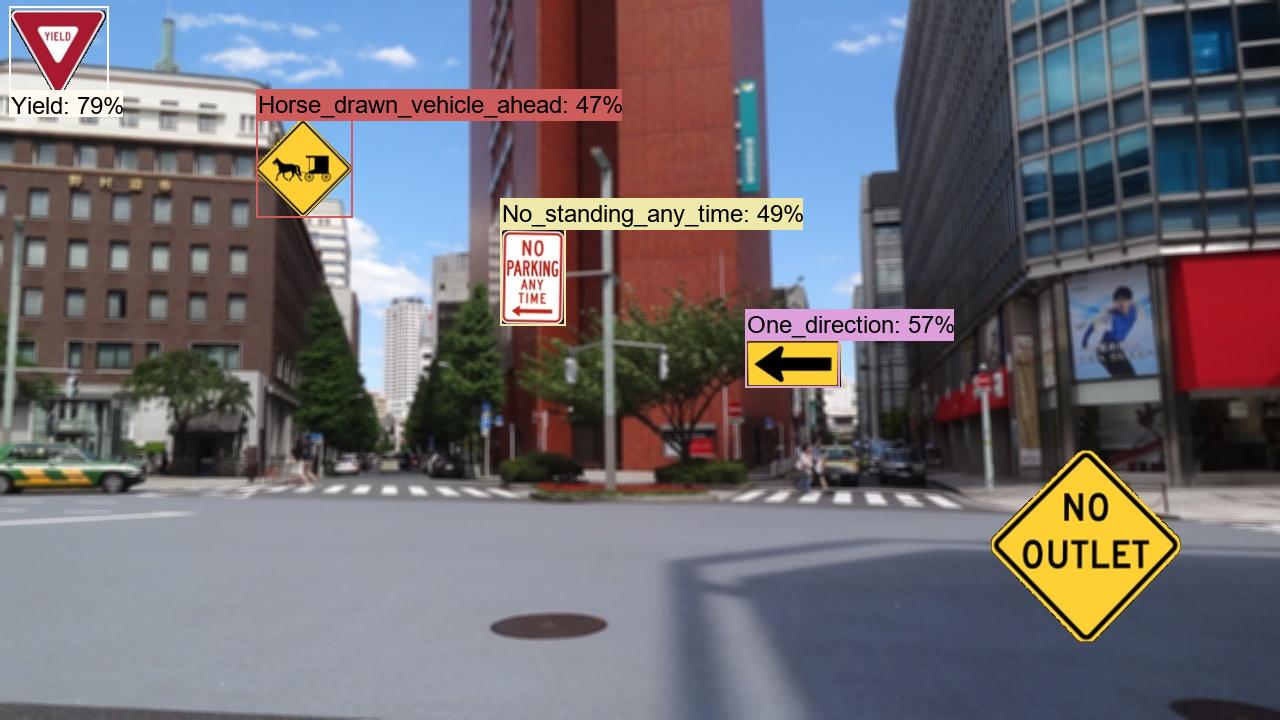 YIELD
Yield: 79%
Horse_drawn_vehicle_ahead: 47%
No_standing_any_time: 49%
NO
PARKING
ANY
TIME
One_direction: 57%
NO
OUTLET